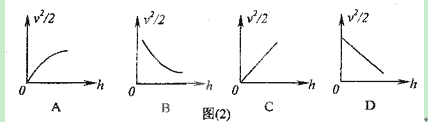 v²/2 v²/2 v²/2 v²/2
0 h 0 h 0 h 0 h
A B C D
图(2)